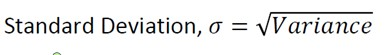 Standard Deviation, σ = √Variance